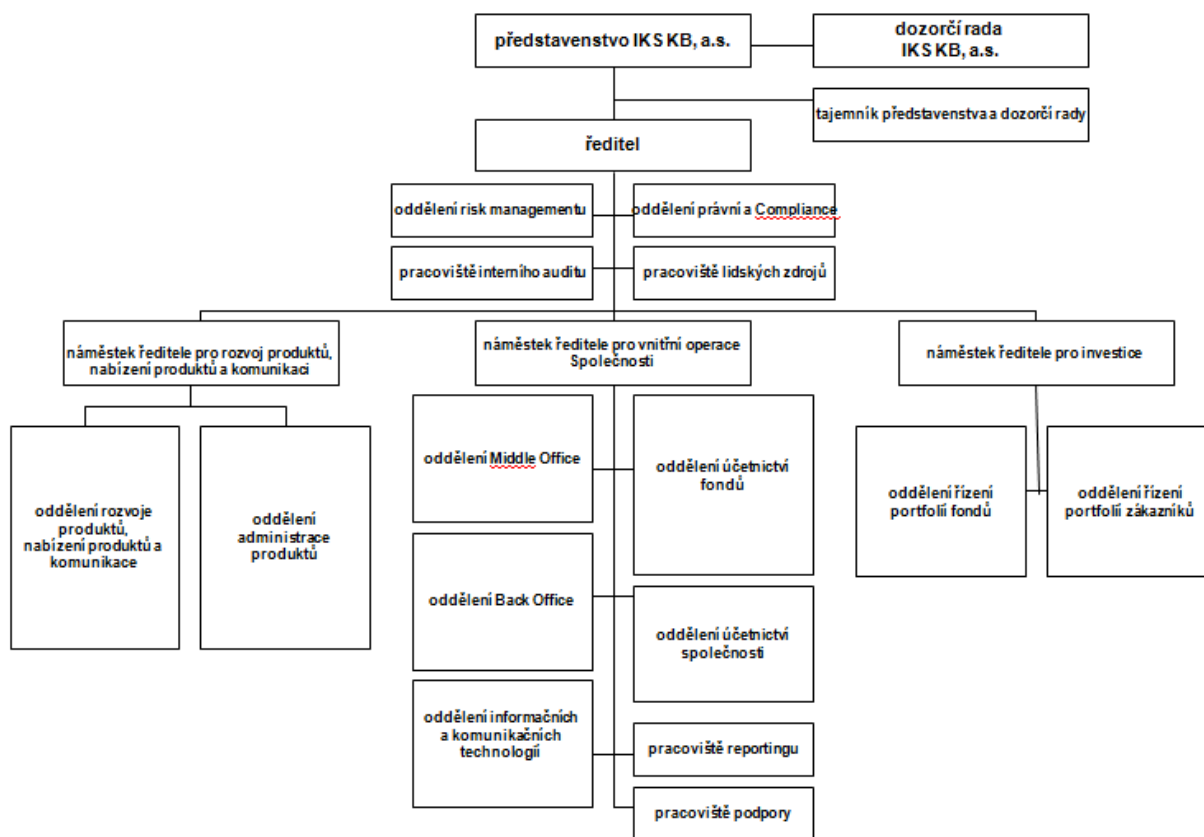 představenstvo IKS KB, a.s.
dozorčí rada
IKS KB, a.s.
tajemník představenstva a dozorčí rady
ředitel
oddělení risk managementu
oddělení právní a Compliance
pracoviště interního auditu
pracoviště lidských zdrojů
náměstek ředitele pro rozvoj produktů,
nabízení produktů a komunikaci
náměstek ředitele pro vnitřní operace
Společnosti
náměstek ředitele pro investice
oddělení rozvoje
produktů,
nabízení produktů a
komunikace
oddělení
administrace
produktů
oddělení Middle Office
oddělení účetnictví
fondů
oddělení řízení
portfolií fondů
oddělení řízení
portfolií zákazníků
oddělení Back Office
oddělení účetnictví
společnosti
oddělení informačních
a komunikačních
technologií
pracoviště reportingu
pracoviště podpory